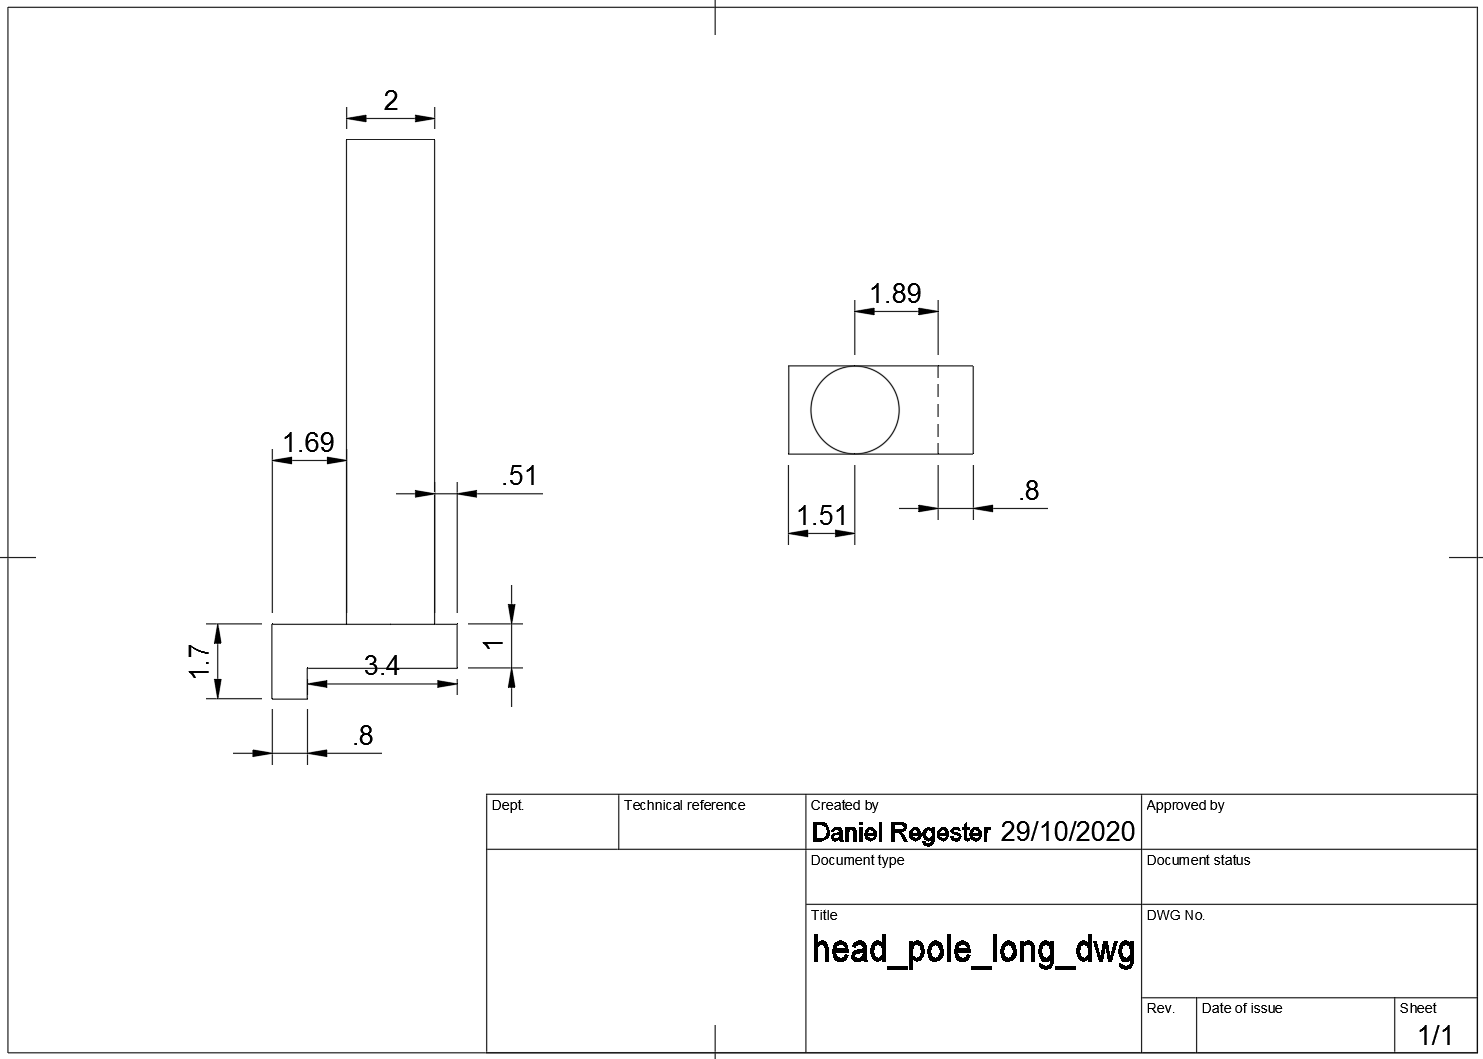 2
1.69
.51
1.7
3.4
1
.8
1.89
1.51
.8
Dept.
Technical reference
Created by
Daniel Regester 29/10/2020
Approved by
Document type
Document status
Title
head_pole_long_dwg
DWG No.
Rev.
Date of issue
Sheet
1/1